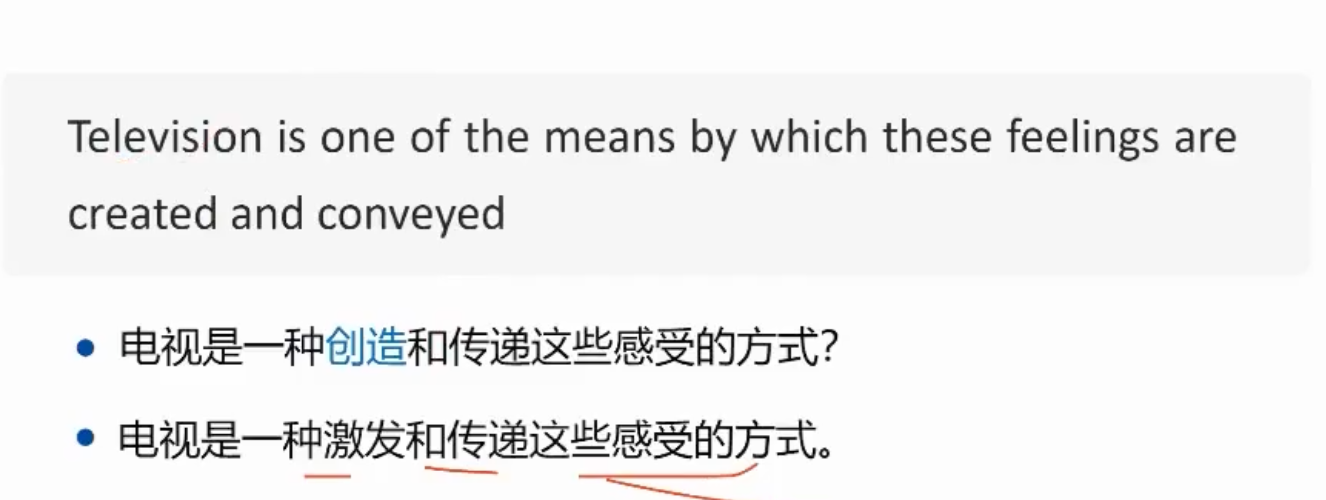 Television is one of the means by which these feelings are
created and conveyed
• 电视是一种创造和传递这些感受的方式？
• 电视是一种激发和传递这些感受的方式。